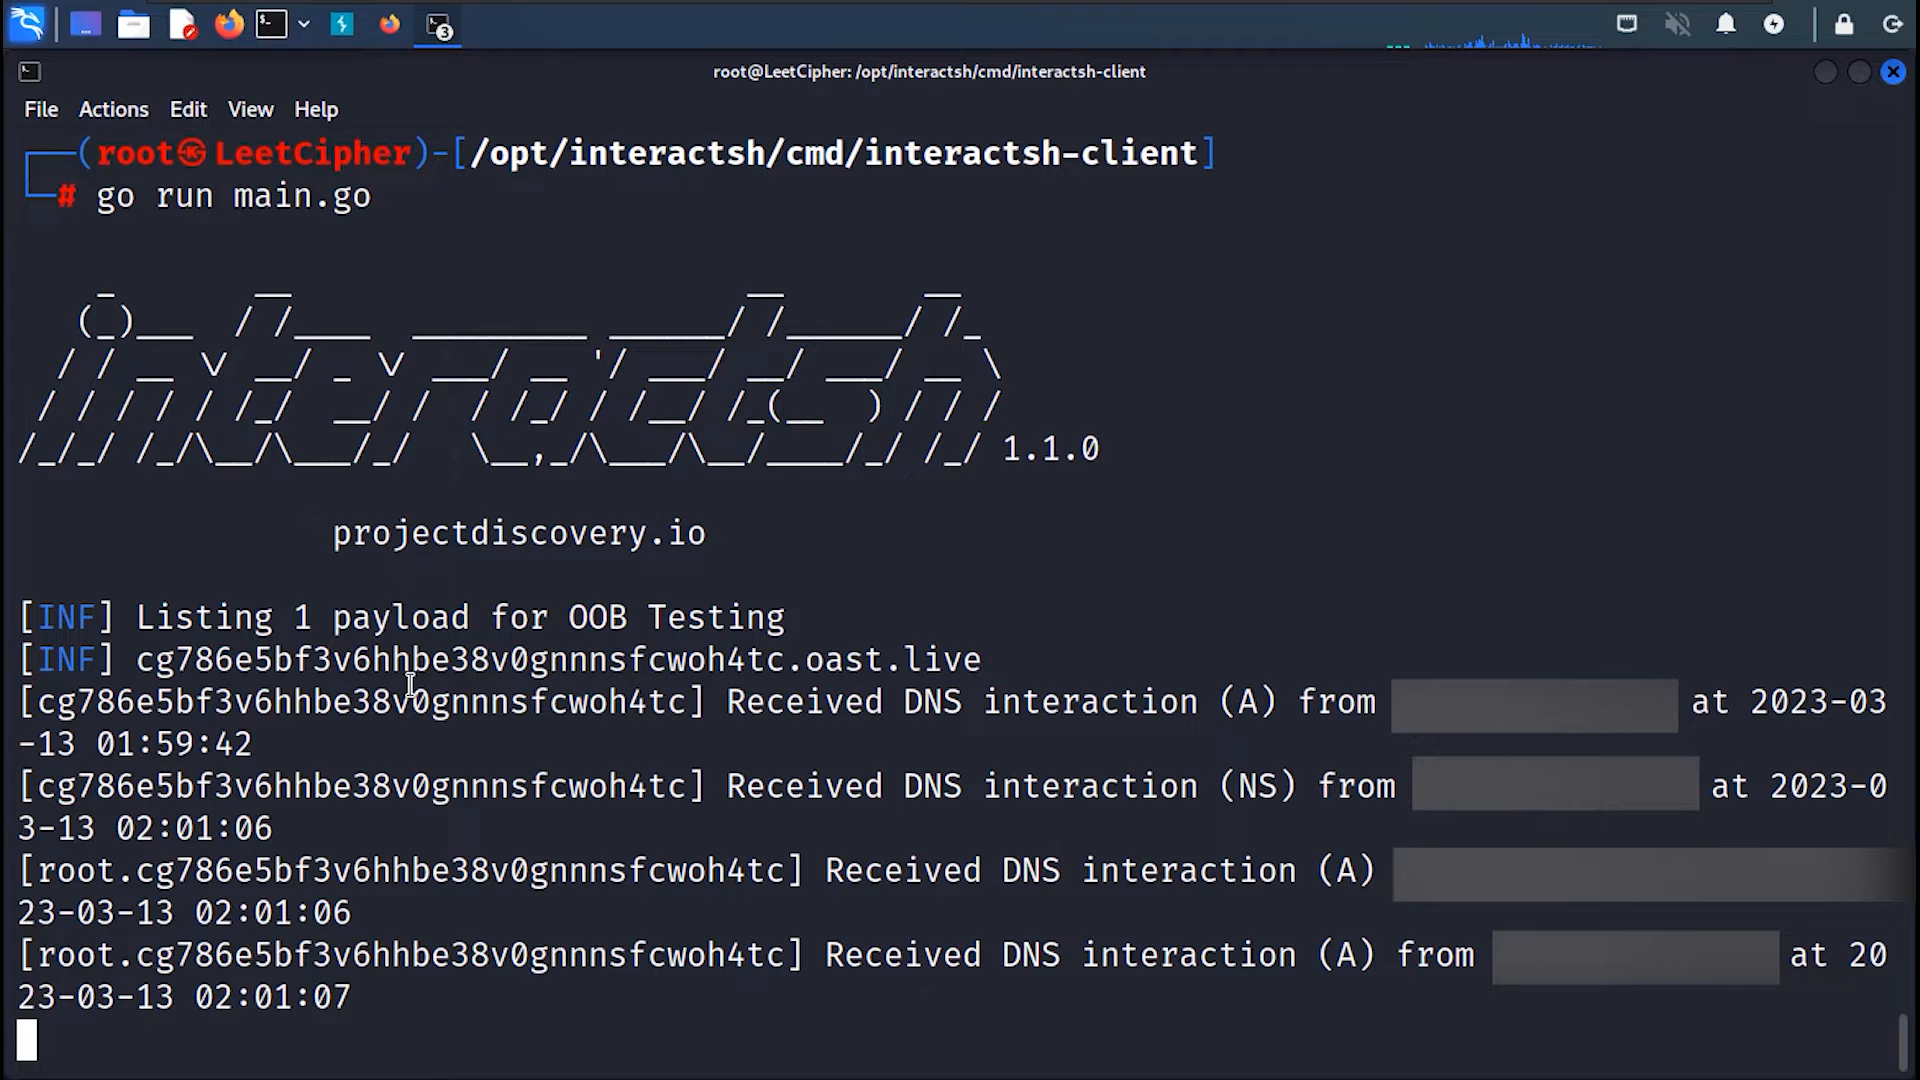 root@LeetCipher: /opt/interactsh/cmd/interactsh-client
File Actions Edit View Help
(root㉿LeetCipher)-[/opt/interactsh/cmd/interactsh-client]
# go run main.go
interactsh 1.1.0
projectdiscovery.io
[INF] Listing 1 payload for OOB Testing
[INF] cg786e5bf3v6hhbe38v0gnnnsfcwoh4tc.oast.live
[cg786e5bf3v6hhbe38v0gnnnsfcwoh4tc] Received DNS interaction (A) from at 2023-03
-13 01:59:42
[cg786e5bf3v6hhbe38v0gnnnsfcwoh4tc] Received DNS interaction (NS) from at 2023-0
3-13 02:01:06
[root.cg786e5bf3v6hhbe38v0gnnnsfcwoh4tc] Received DNS interaction (A)
23-03-13 02:01:06
[root.cg786e5bf3v6hhbe38v0gnnnsfcwoh4tc] Received DNS interaction (A) from at 20
23-03-13 02:01:07